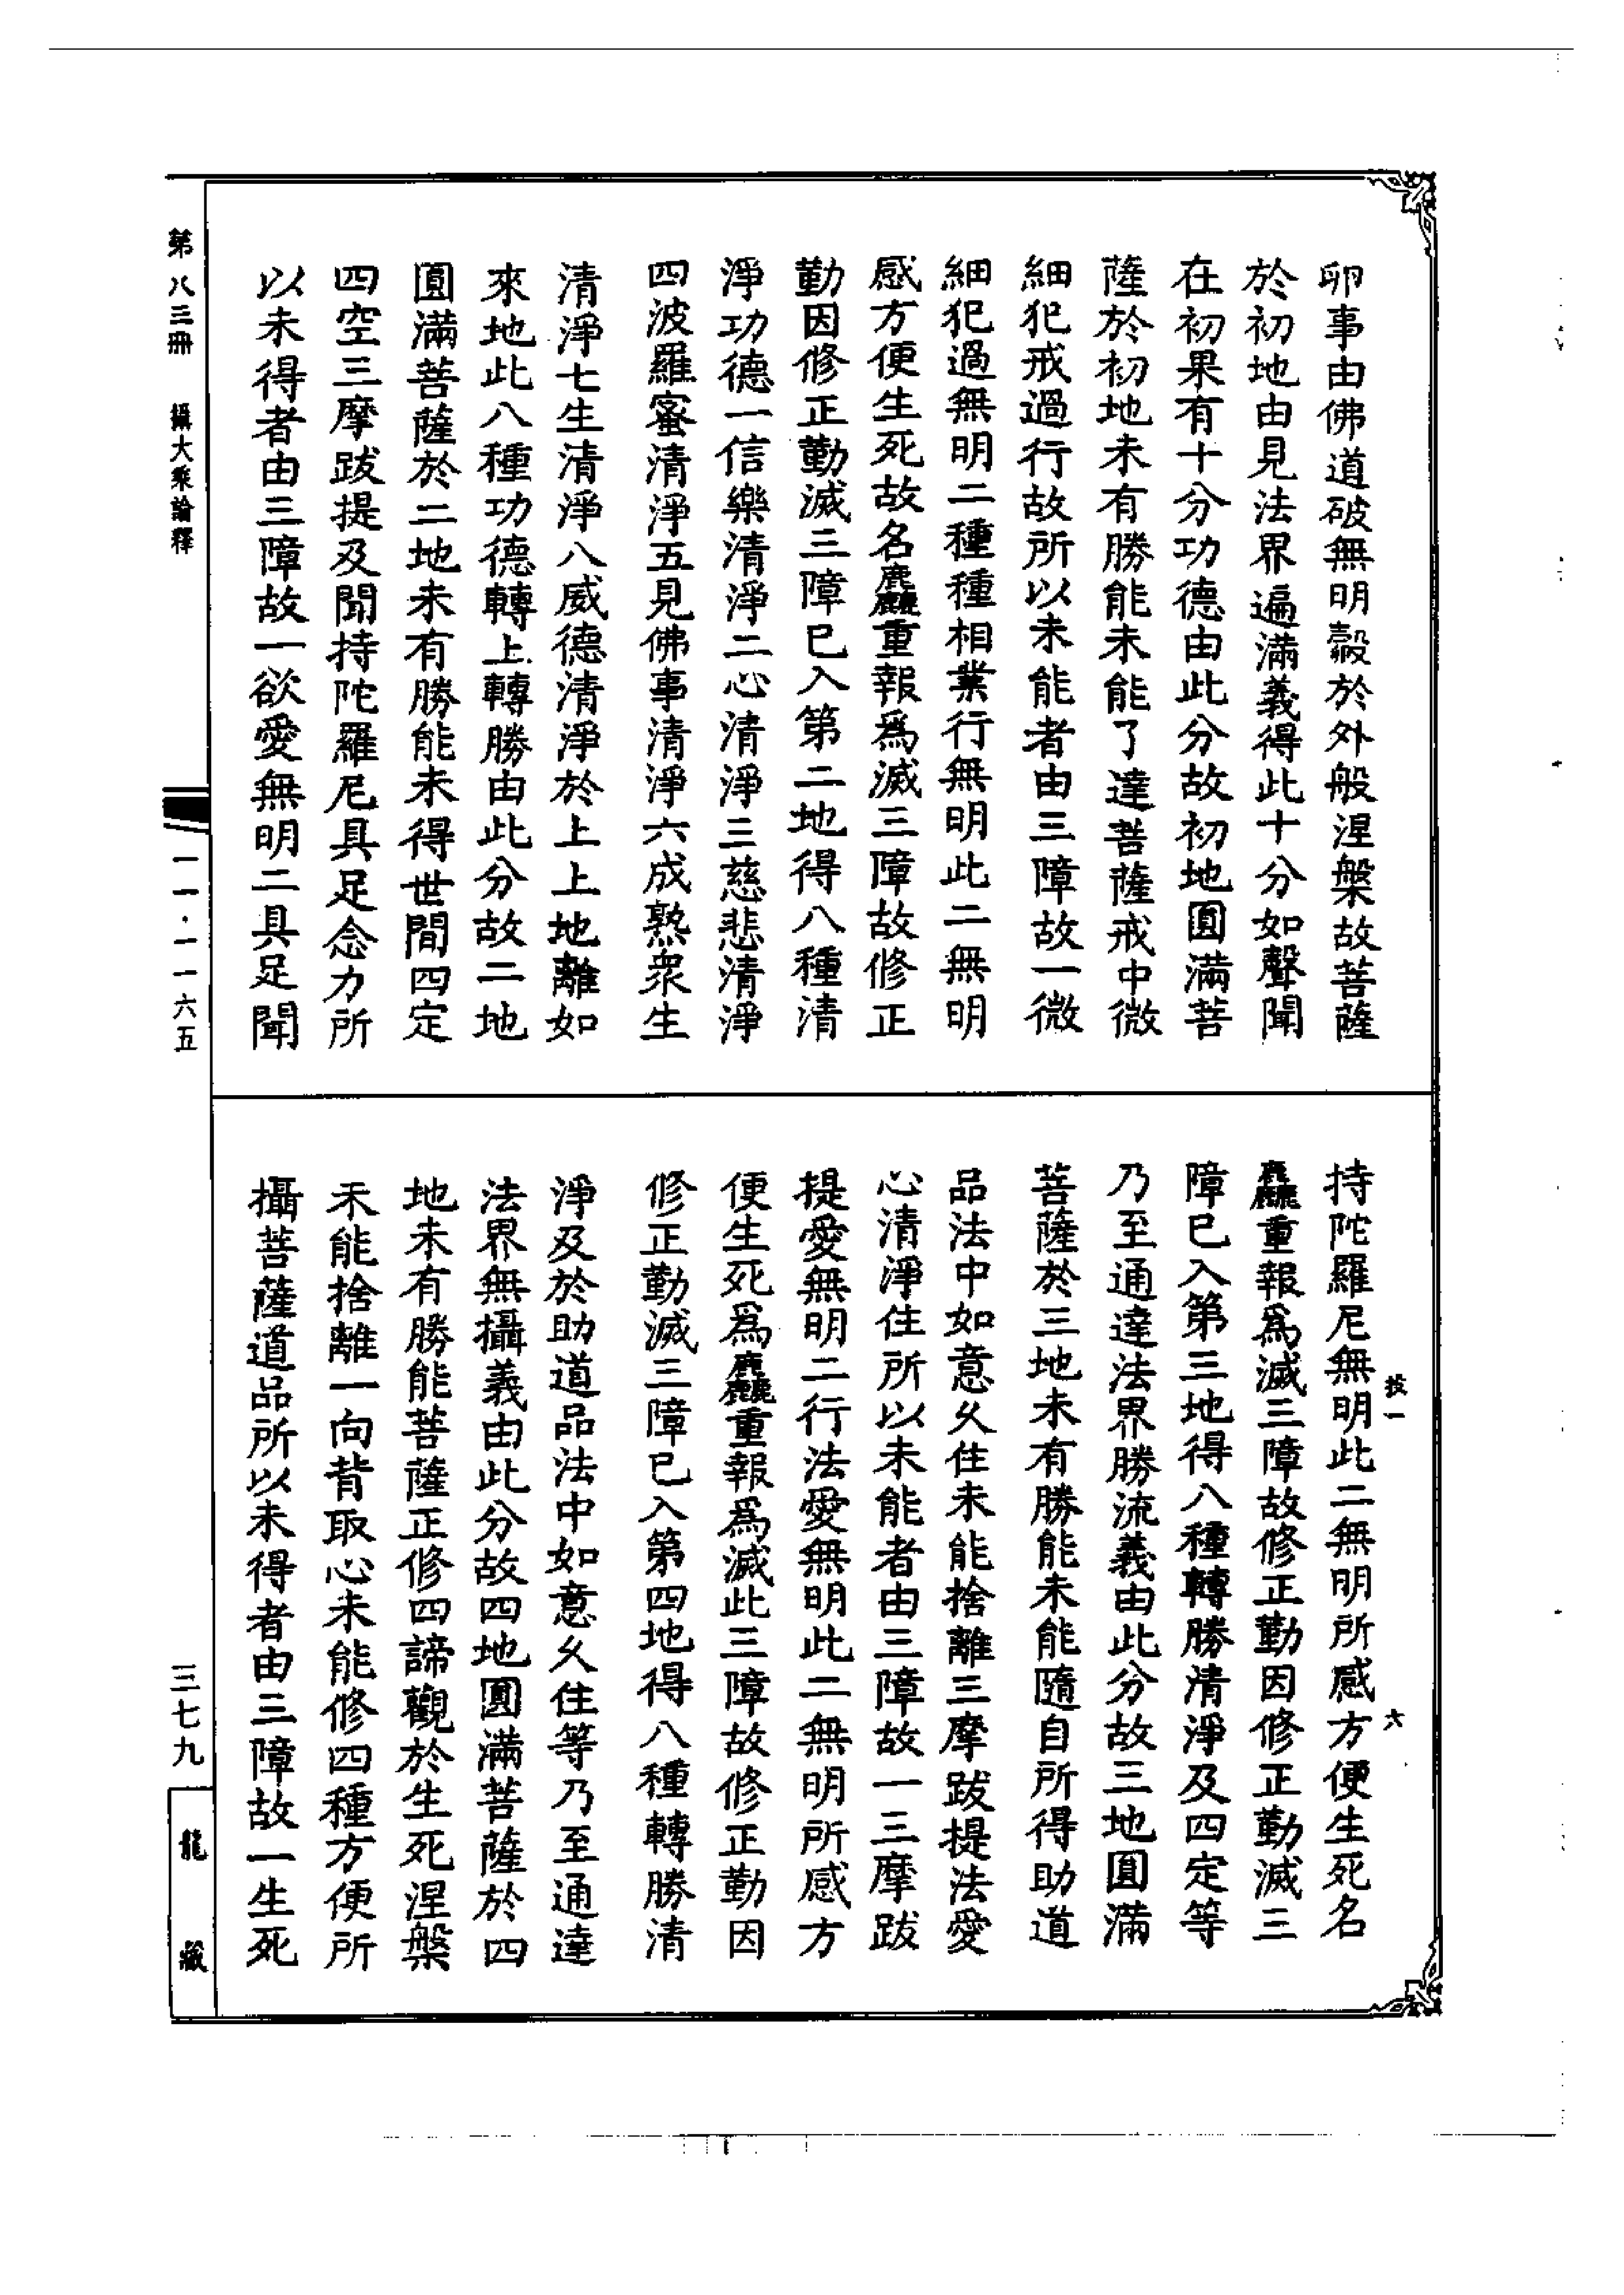 卵事由佛道破無明㲉於外般涅槃故菩薩
於初地由見法界遍滿義得此十分如聲聞
在初果有十分功德由此分故初地圓滿菩
薩於初地未有勝能未能了達菩薩戒中微
細犯戒過行故所以未能者由三障故一微
細犯過無明二種種相業行無明此二無明
感方便生死故名麤重報爲滅三障故修正
勤因修正勤滅三障已入第二地得八種清
淨功德一信樂清淨二心清淨三慈悲清淨
四波羅蜜清淨五見佛事清淨六成熟衆生
清淨七生清淨八威德清淨於上上地離如
來地此八種功德轉上轉勝由此分故二地
圓滿菩薩於二地未有勝能未得世間四定
四空三摩跋提及聞持陀羅尼具足念力所
以未得者由三障故一欲愛無明二具足聞
持陀羅尼無明此二無明所感方便生死名
麤重報爲滅三障故修正勤因修正勤滅三
障已入第三地得八種轉勝清淨及四定等
乃至通達法界勝流義由此分故三地圓滿
菩薩於三地未有勝能未能隨自所得助道
品法中如意久住未能捨離三摩跋提法愛
心清淨住所以未能者由三障故一三摩跋
提愛無明二行法愛無明此二無明所感方
便生死爲麤重報爲滅此三障故修正勤因
修正勤滅三障已入第四地得八種轉勝清
淨及於助道品法中如意久住等乃至通達
法界無攝義由此分故四地圓滿菩薩於四
地未有勝能菩薩正修四諦觀於生死涅槃
未能捨離一向背取心未能修四種方便所
攝菩薩道品所以未得者由三障故一生死
投一
六
第八三冊 攝大乘論釋
一一·一一六五
三七九
龍藏